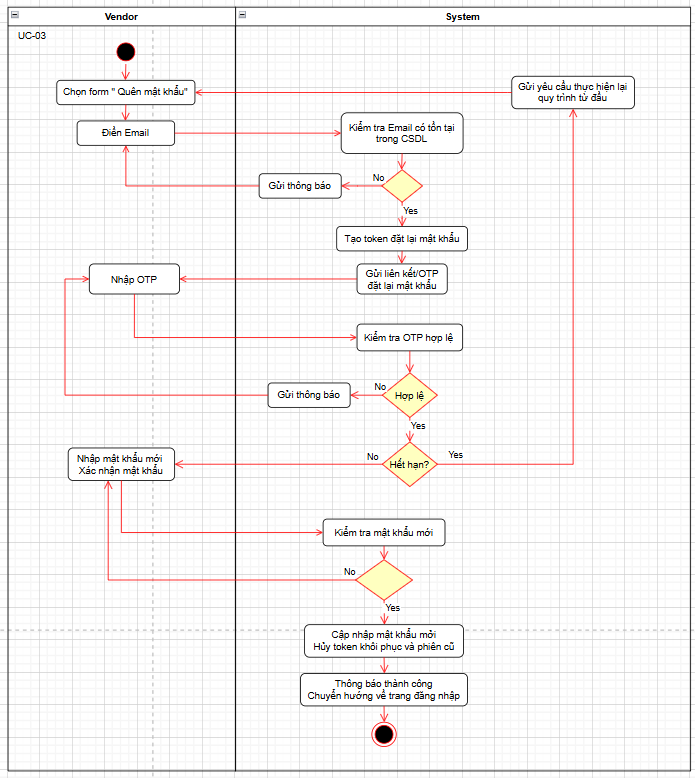 Vendor
System
UC-03
Chọn form " Quên mật khẩu"
Gửi yêu cầu thực hiện lại
quy trình từ đầu
Điền Email
Kiểm tra Email có tồn tại
trong CSDL
No
Gửi thông báo
Yes
Tạo token đặt lại mật khẩu
Nhập OTP
Gửi liên kết/OTP
đặt lại mật khẩu
Kiểm tra OTP hợp lệ
No
Gửi thông báo
Hợp lệ
Yes
Nhập mật khẩu mới
Xác nhận mật khẩu
No
Hết hạn?
Yes
Kiểm tra mật khẩu mới
No
Yes
Cập nhập mật khẩu mới
Hủy token khôi phục và phiên cũ
Thông báo thành công
Chuyển hướng về trang đăng nhập